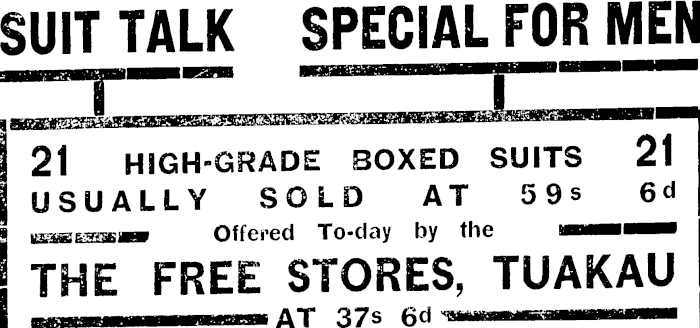 SUIT TALK SPECIAL FOR MEN
21 HIGH-GRADE BOXED SUITS 21
USUALLY SOLD AT 59s 6d
Offered To-day by the
THE FREE STORES, TUAKAU
AT 37s 6d